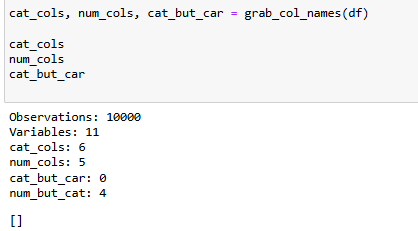 cat_cols, num_cols, cat_but_car = grab_col_names(df)
cat_cols
num_cols
cat_but_car
Observations: 10000
Variables: 11
cat_cols: 6
num_cols: 5
cat_but_car: 0
num_but_cat: 4
[]